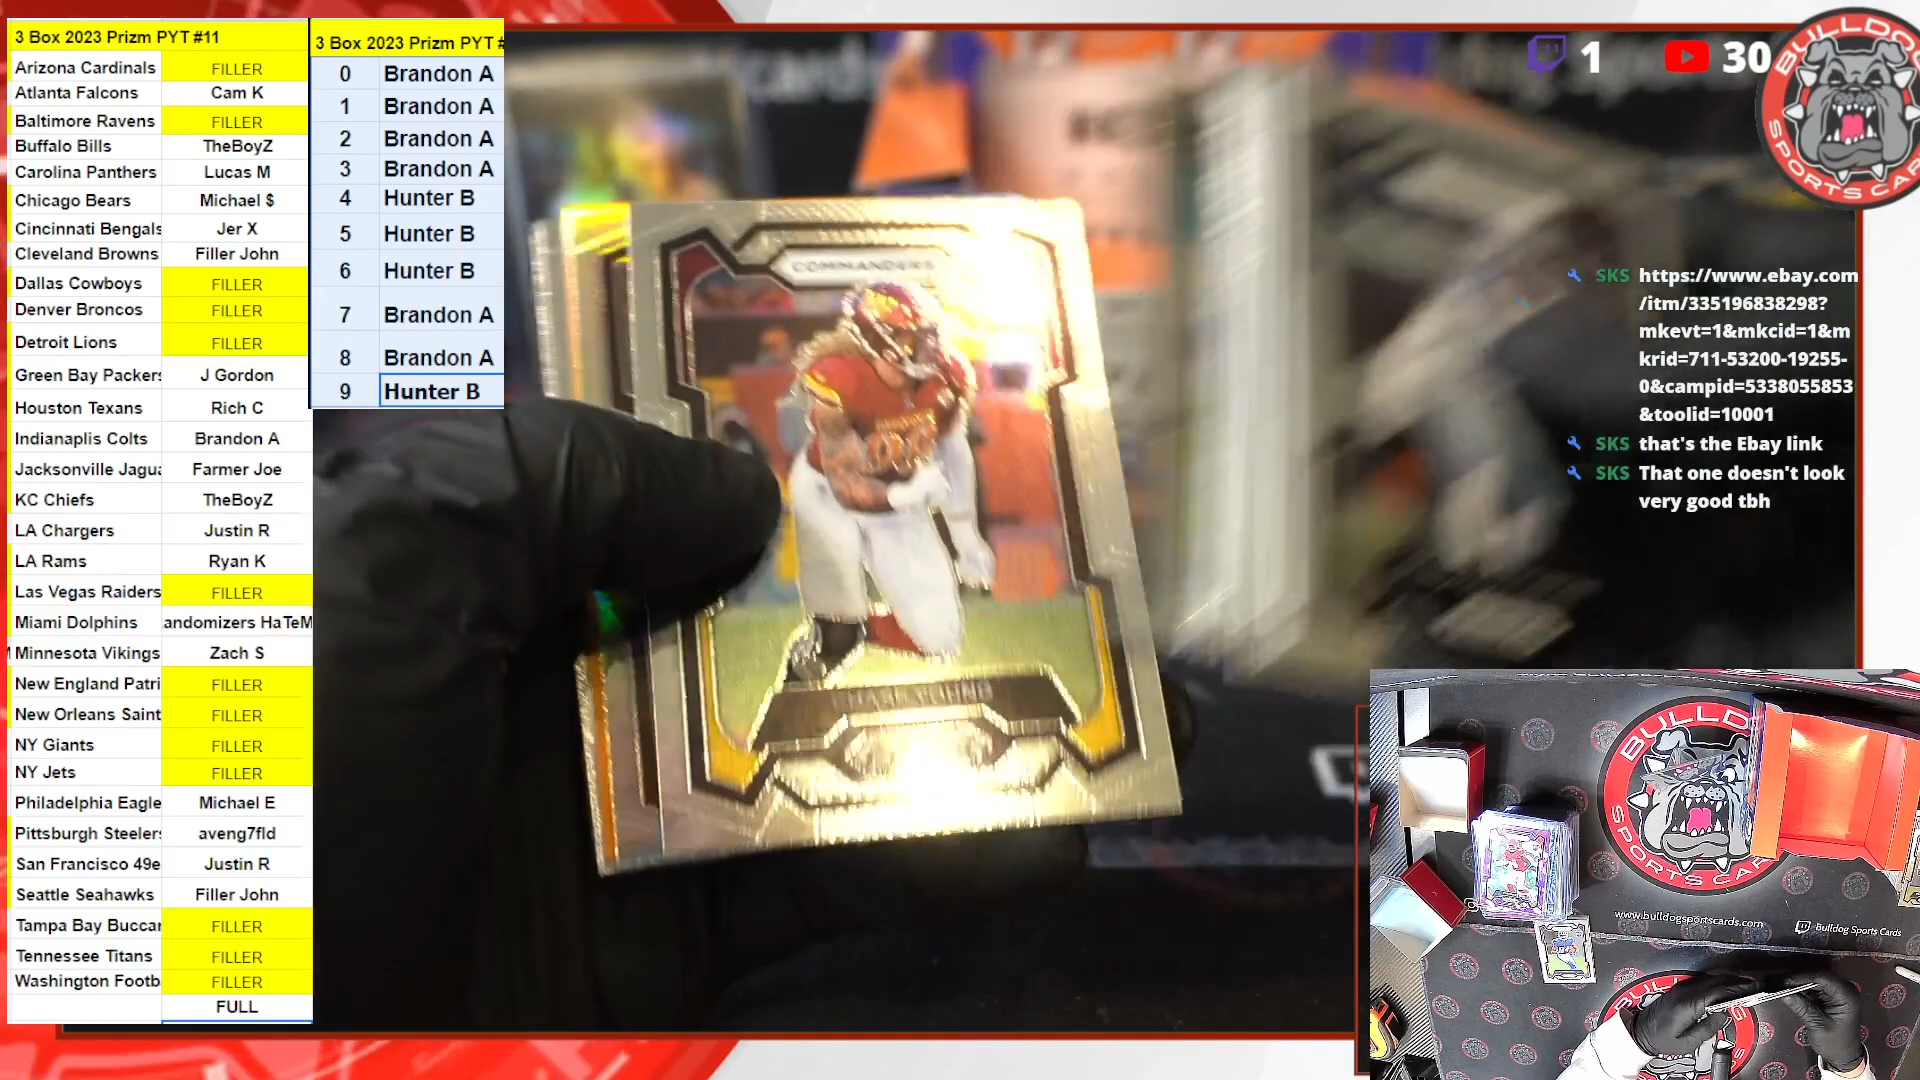 3 Box 2023 Prizm PYT #11
Arizona Cardinals FILLER
Atlanta Falcons Cam K
Baltimore Ravens FILLER
Buffalo Bills TheBoyZ
Carolina Panthers Lucas M
Chicago Bears Michael $
Cincinnati Bengals Jer X
Cleveland Browns Filler John
Dallas Cowboys FILLER
Denver Broncos FILLER
Detroit Lions FILLER
Green Bay Packers J Gordon
Houston Texans Rich C
Indianaplis Colts Brandon A
Jacksonville Jagua Farmer Joe
KC Chiefs TheBoyZ
LA Chargers Justin R
LA Rams Ryan K
Las Vegas Raiders FILLER
Miami Dolphins andomizers HaTeM
Minnesota Vikings Zach S
New England Patri FILLER
New Orleans Saint FILLER
NY Giants FILLER
NY Jets FILLER
Philadelphia Eagle Michael E
Pittsburgh Steelers aveng7fld
San Francisco 49e Justin R
Seattle Seahawks Filler John
Tampa Bay Buccar FILLER
Tennessee Titans FILLER
Washington Footb FILLER
FULL
3 Box 2023 Prizm PYT #
0 Brandon A
1 Brandon A
2 Brandon A
3 Brandon A
4 Hunter B
5 Hunter B
6 Hunter B
7 Brandon A
8 Brandon A
9 Hunter B
COMMANDERS
1 30
BULLDOG
SPORTS CAR
SKS https://www.ebay.com
/itm/335196838298?
mkevt=1&mkcid=1&m
krid=711-53200-19255-
0&campid=5338055853
&toolid=10001
SKS that's the Ebay link
SKS That one doesn't look
very good tbh
BULLD
SPORTS CA
www.bulldogsportscards.com
Bulldog Sports Cards